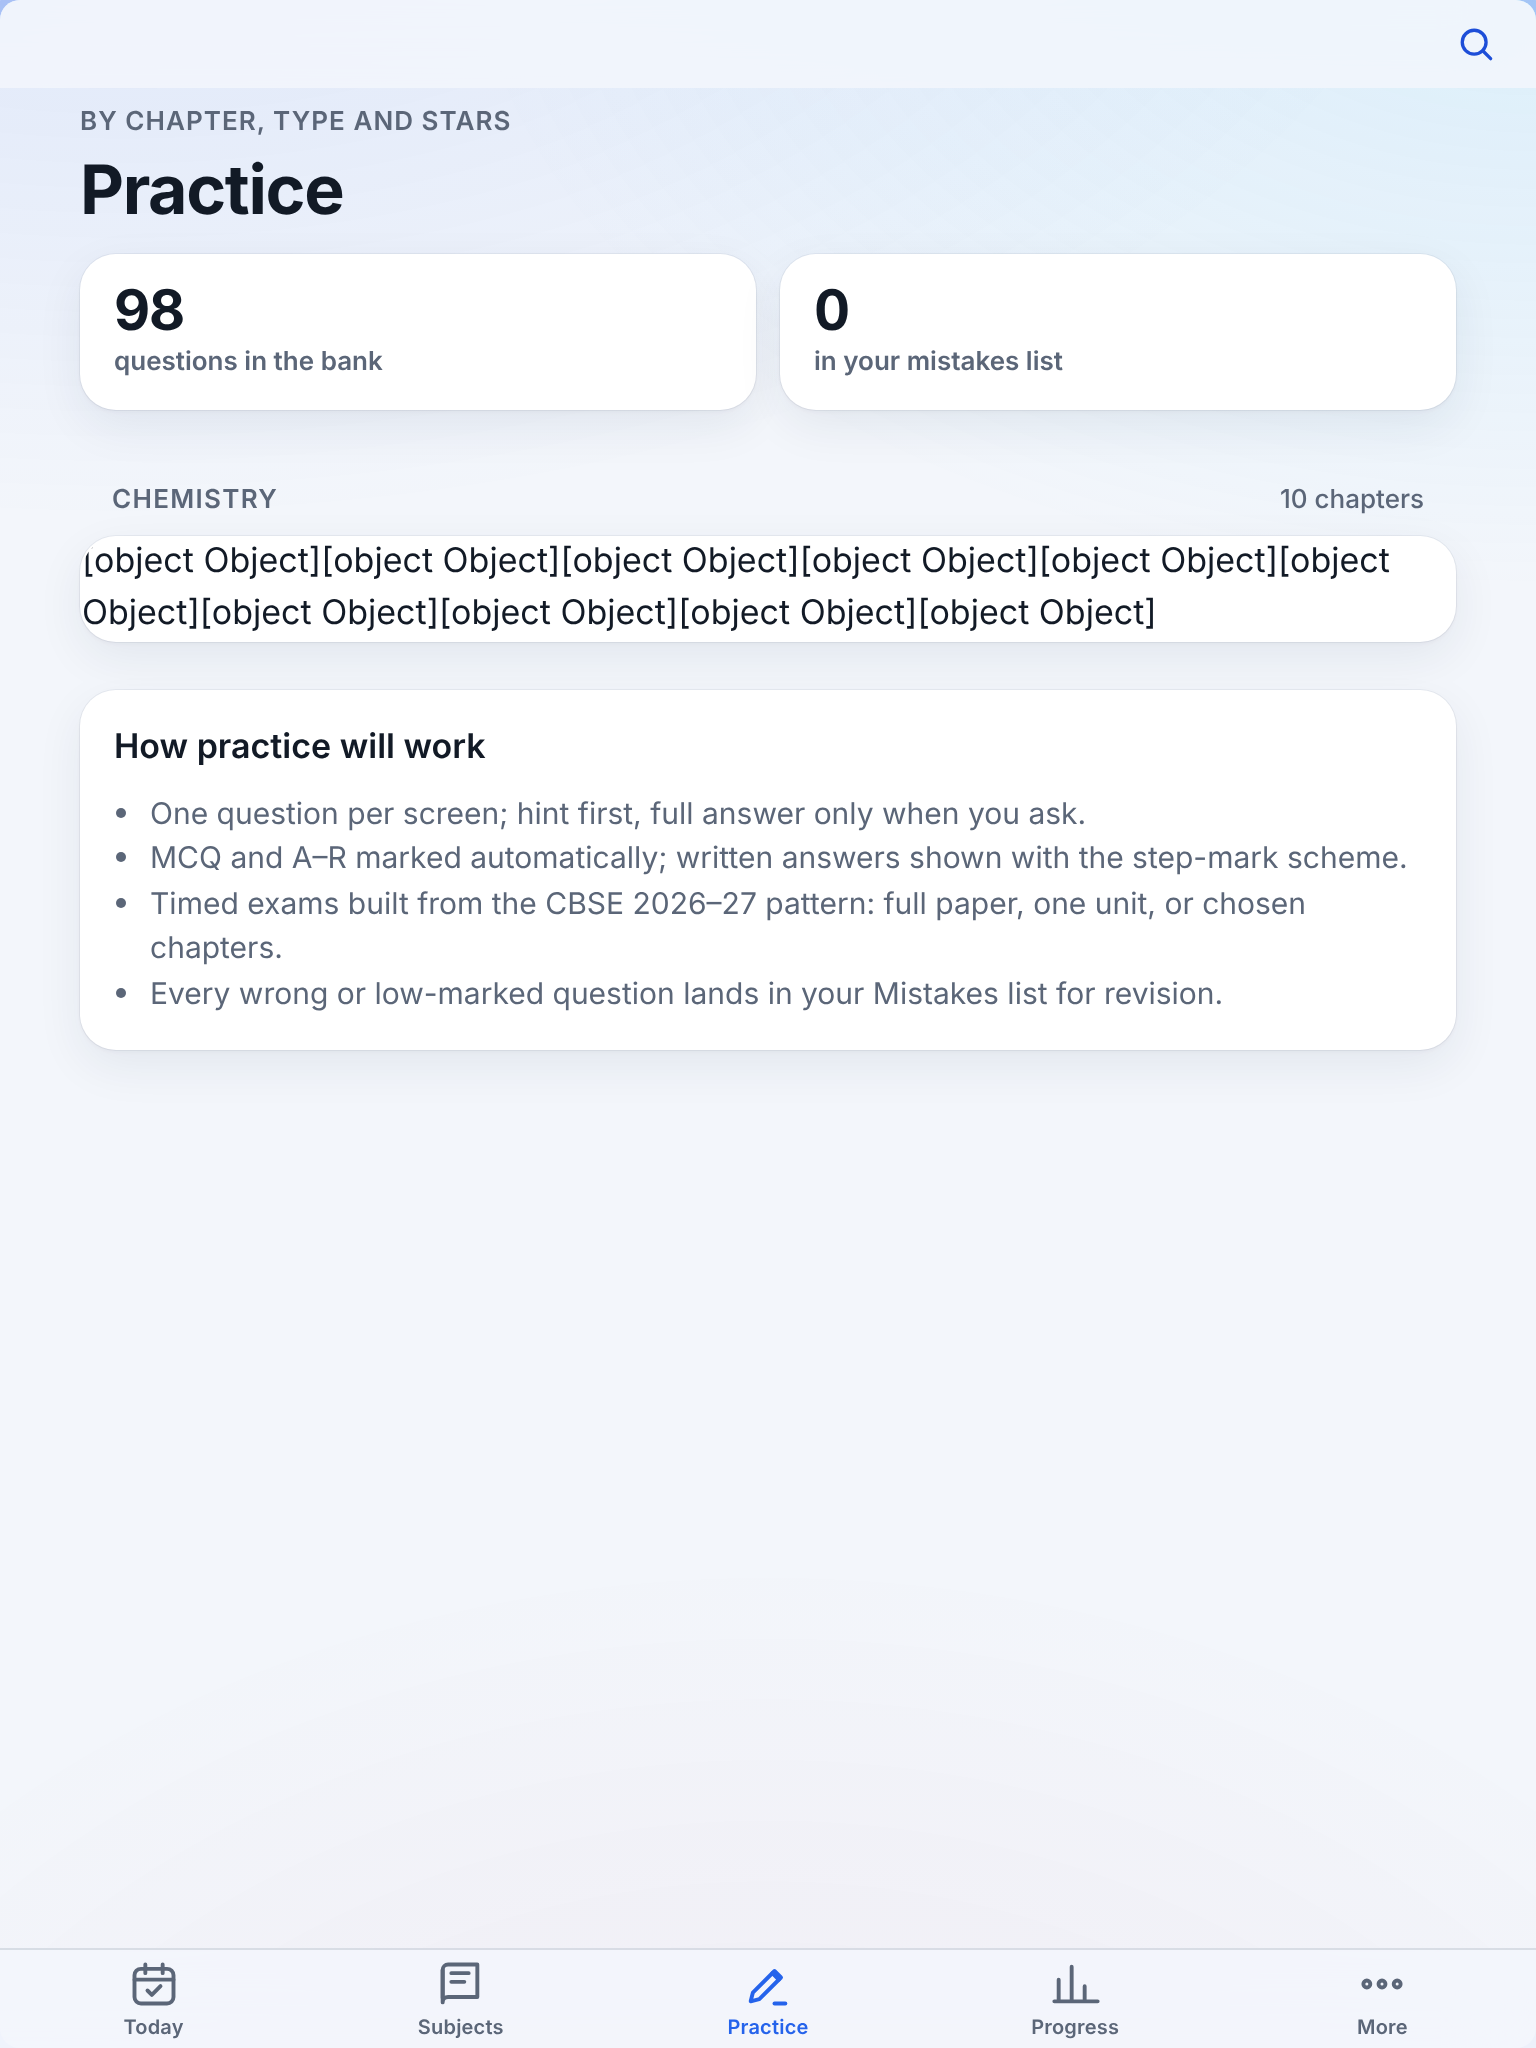 BY CHAPTER, TYPE AND STARS
Practice
98
questions in the bank
0
in your mistakes list
CHEMISTRY
10 chapters
[object Object][object Object][object Object][object Object][object Object][object
Object][object Object][object Object][object Object][object Object]
How practice will work
• One question per screen; hint first, full answer only when you ask.
• MCQ and A–R marked automatically; written answers shown with the step-mark scheme.
• Timed exams built from the CBSE 2026–27 pattern: full paper, one unit, or chosen
chapters.
• Every wrong or low-marked question lands in your Mistakes list for revision.
Today
Subjects
Practice
Progress
More